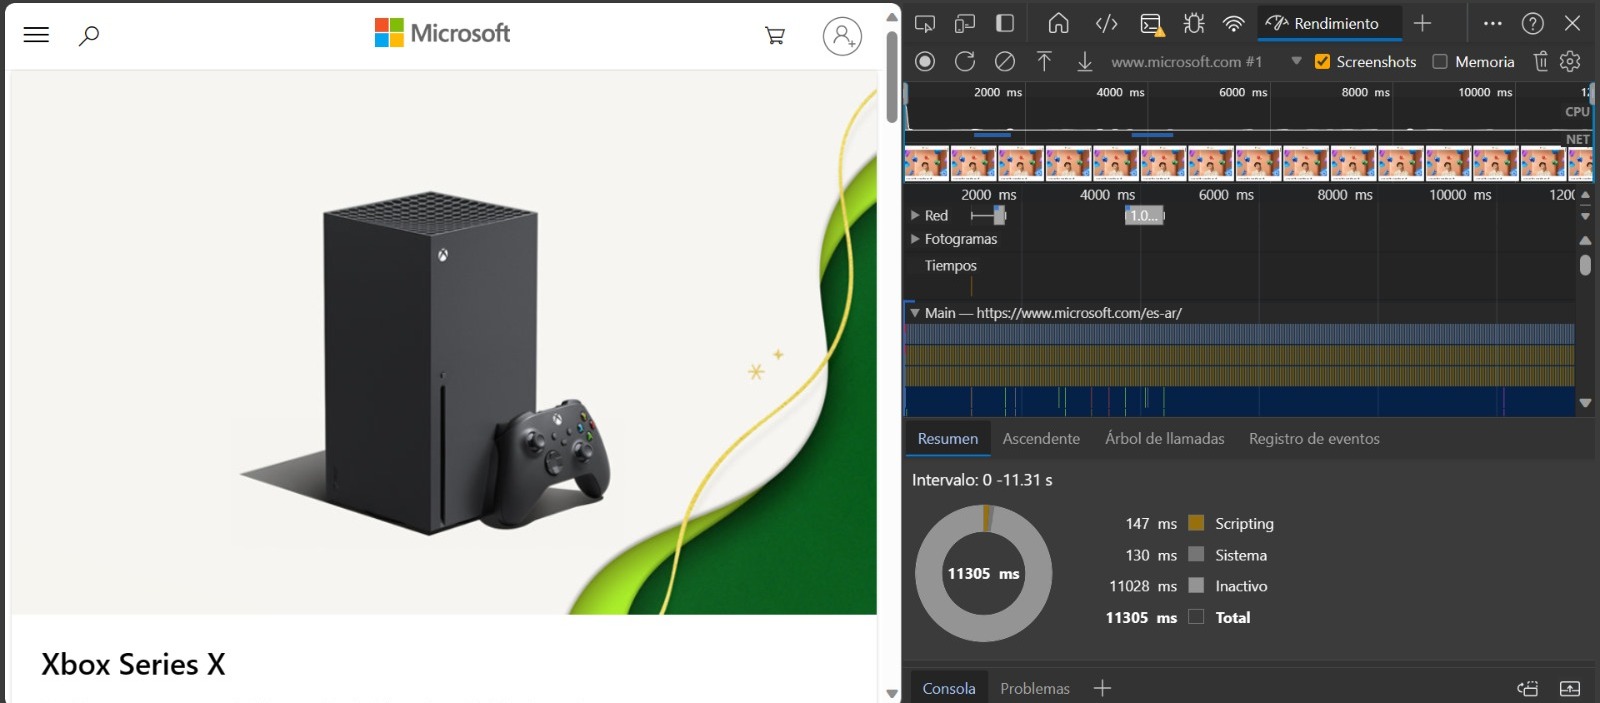 Microsoft
Rendimiento
www.microsoft.com #1
Screenshots
Memoria
2000 ms
4000 ms
6000 ms
8000 ms
10000 ms
CPU
NET
2000 ms
4000 ms
6000 ms
8000 ms
10000 ms
1200
Red
1.0...
Fotogramas
Tiempos
Main — https://www.microsoft.com/es-ar/
Resumen
Ascendente
Árbol de llamadas
Registro de eventos
Intervalo: 0 -11.31 s
11305 ms
147 ms Scripting
130 ms Sistema
11028 ms Inactivo
11305 ms Total
Xbox Series X
Consola
Problemas